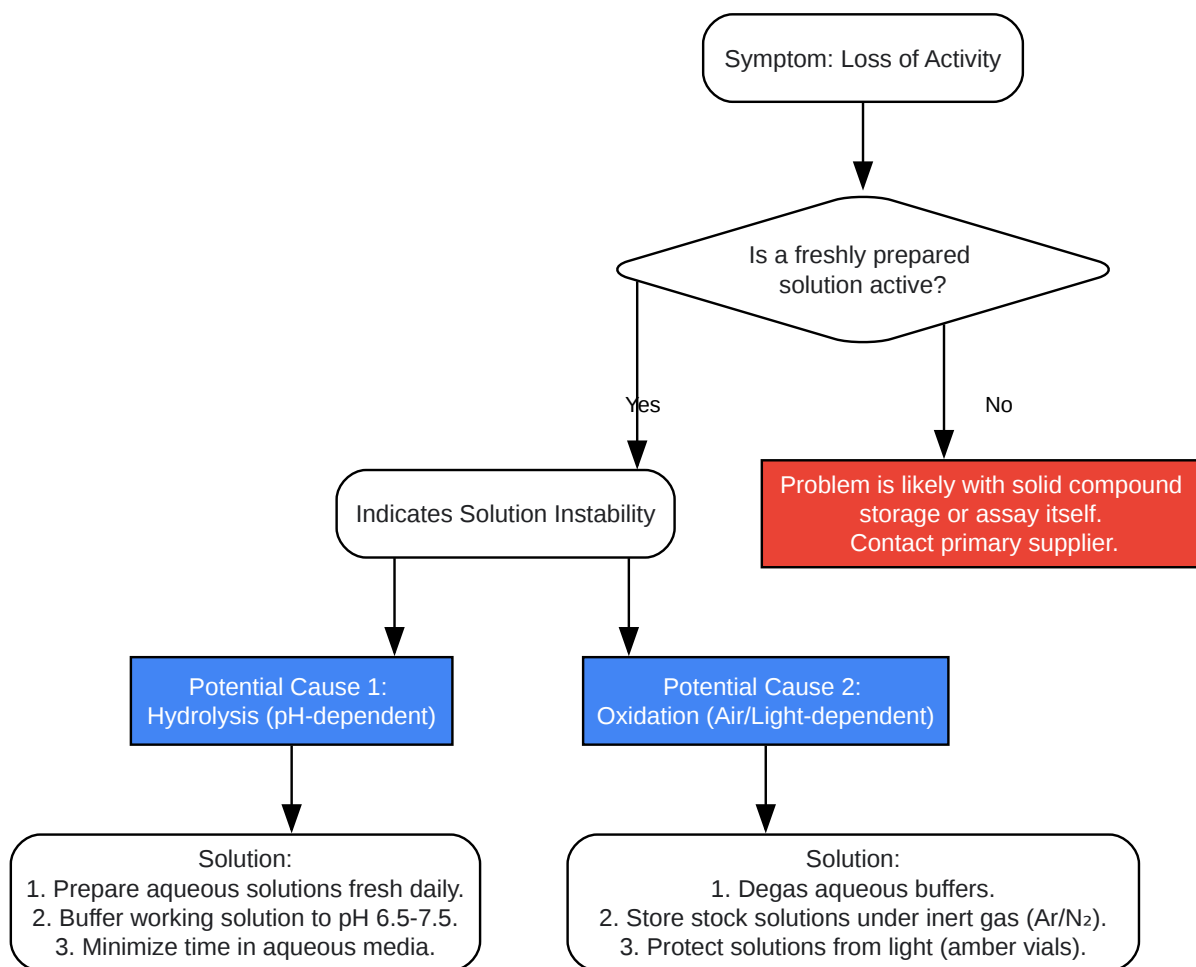 Symptom: Loss of Activity
Is a freshly prepared
solution active?
Yes
No
Indicates Solution Instability
Problem is likely with solid compound
storage or assay itself.
Contact primary supplier.
Potential Cause 1:
Hydrolysis (pH-dependent)
Potential Cause 2:
Oxidation (Air/Light-dependent)
Solution:
1. Prepare aqueous solutions fresh daily.
2. Buffer working solution to pH 6.5-7.5.
3. Minimize time in aqueous media.
Solution:
1. Degas aqueous buffers.
2. Store stock solutions under inert gas (Ar/N₂).
3. Protect solutions from light (amber vials).